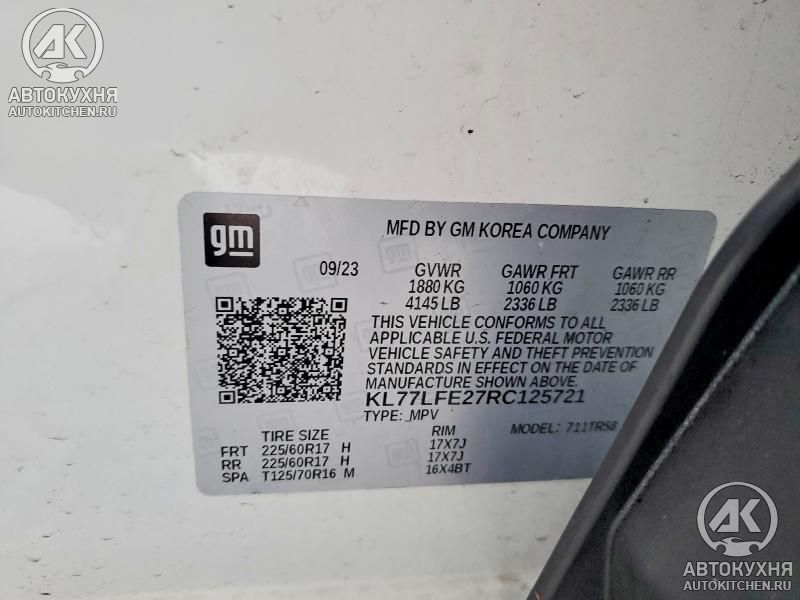 АК
АВТОКУХНЯ
AUTOKITCHEN.RU
gm
MFD BY GM KOREA COMPANY
09/23 GVWR GAWR FRT GAWR RR
1880 KG 1060 KG 1060 KG
4145 LB 2336 LB 2336 LB
THIS VEHICLE CONFORMS TO ALL
APPLICABLE U.S. FEDERAL MOTOR
VEHICLE SAFETY AND THEFT PREVENTION
STANDARDS IN EFFECT ON THE DATE OF
MANUFACTURE SHOWN ABOVE.
KL77LFE27RC125721
TYPE: MPV MODEL: 711TR58
TIRE SIZE RIM
FRT 225/60R17 H 17X7J
RR 225/60R17 H 17X7J
SPA T125/70R16 M 16X4BT
АК
АВТОКУХНЯ
AUTOKITCHEN.RU